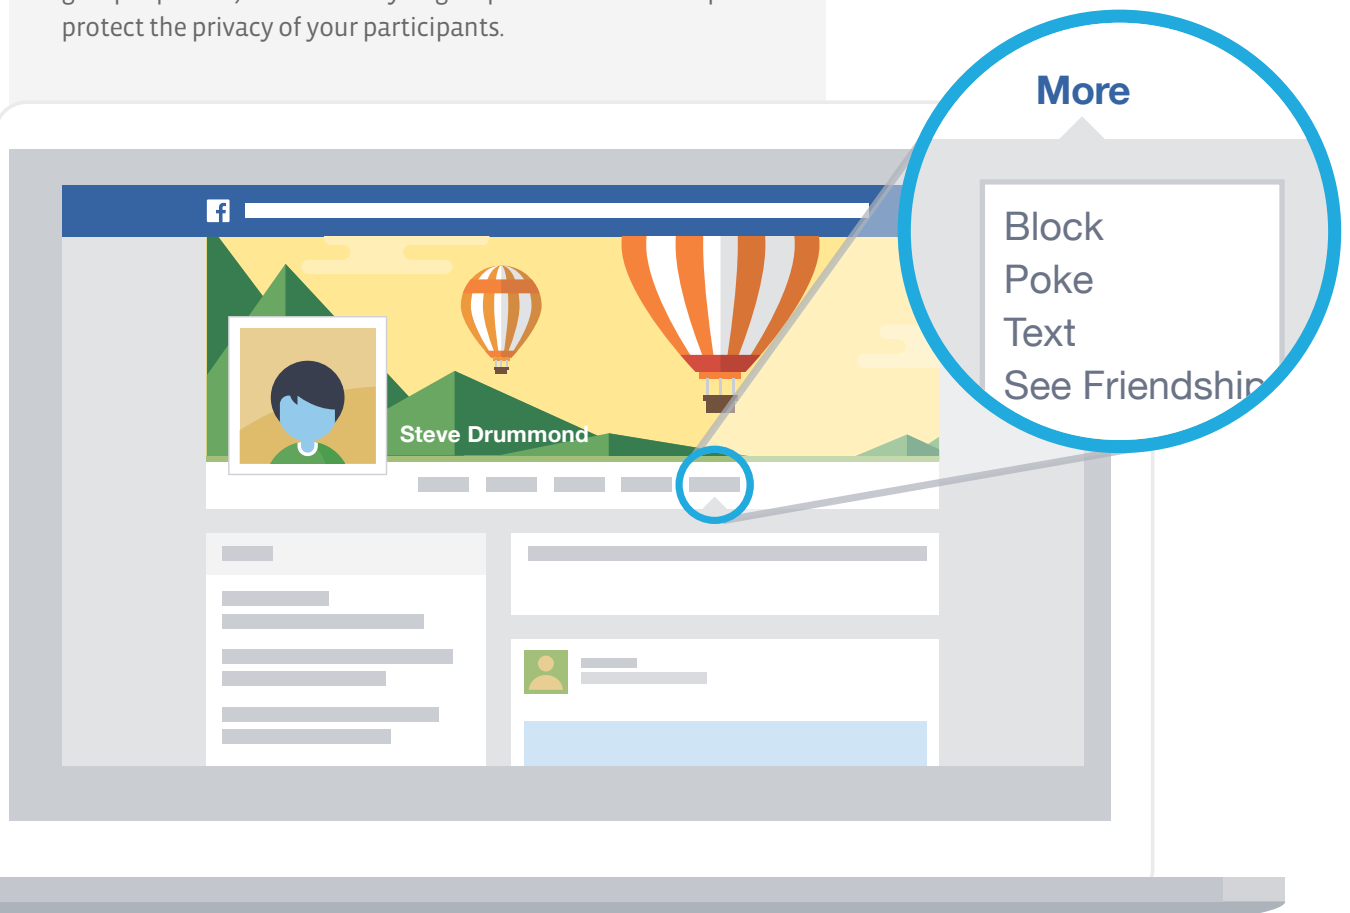 protect the privacy of your participants.
More
Block
Poke
Text
See Friendship
Steve Drummond